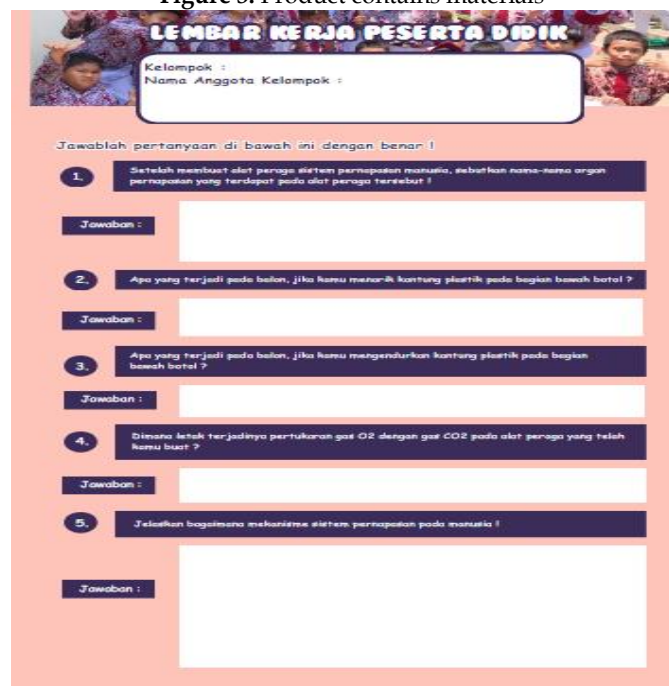 Figure 5. Product contains materials
LEMBAR KERJA PESERTA DIDIK
Kelompok :
Nama Anggota Kelompok :
Jawablah pertanyaan di bawah ini dengan benar !
1.
Setelah membuat alat peraga sistem pernapasan manusia, sebutkan nama-nama organ
pernapasan yang terdapat pada alat peraga tersebut !
Jawaban :
2.
Apa yang terjadi pada balon, jika kamu menarik kantung plastik pada bagian bawah botol ?
Jawaban :
3.
Apa yang terjadi pada balon, jika kamu mengendurkan kantung plastik pada bagian
bawah botol ?
Jawaban :
4.
Dimana letak terjadinya pertukaran gas O2 dengan gas CO2 pada alat peraga yang telah
kamu buat ?
Jawaban :
5.
Jelaskan bagaimana mekanisme sistem pernapasan pada manusia !
Jawaban :